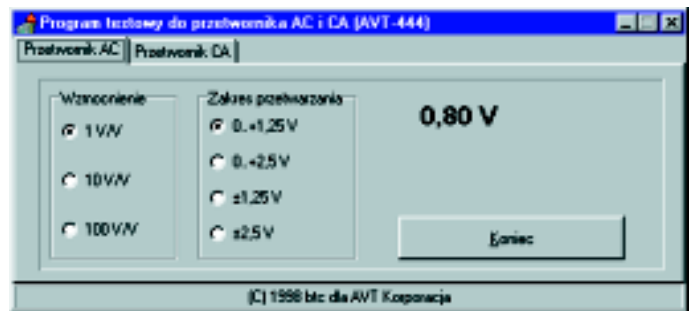 Program testowy do przetwornika AC i CA (AVT-444)
Przetwornik AC Przetwornik CA
Wzmocnienie
1 V/V
10 V/V
100 V/V
Zakres przetwarzania
0..+1,25 V
0..+2,5 V
±1,25 V
±2,5 V
0,80 V
Koniec
(C) 1998 btc dla AVT Korporacja